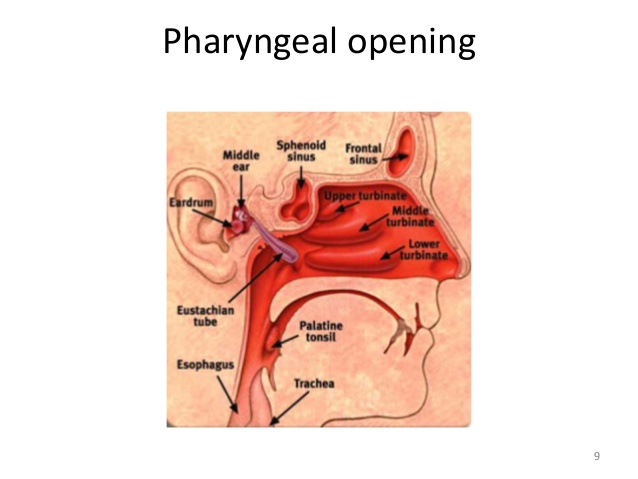 Pharyngeal opening
Sphenoid
sinus
Frontal
sinus
Middle
ear
Eardrum
Upper turbinate
Middle
turbinate
Lower
turbinate
Eustachian
tube
Palatine
tonsil
Esophagus
Trachea
9